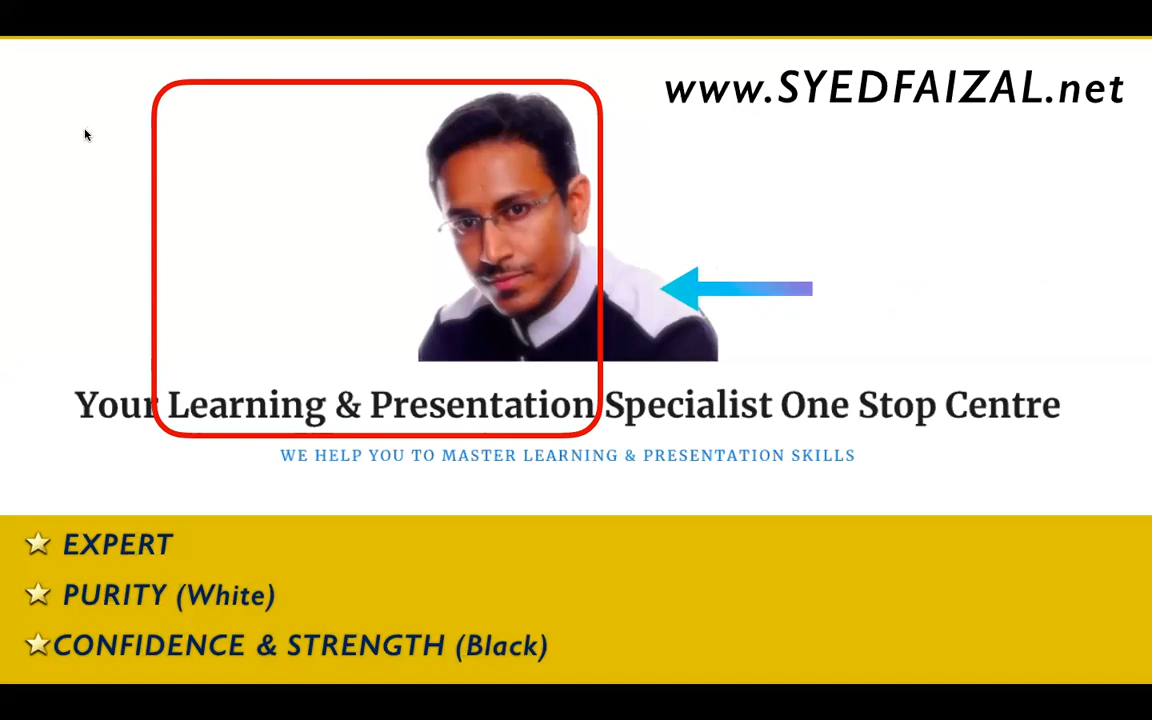 www.SYEDFAIZAL.net
Your Learning & Presentation Specialist One Stop Centre
WE HELP YOU TO MASTER LEARNING & PRESENTATION SKILLS
EXPERT
PURITY (White)
CONFIDENCE & STRENGTH (Black)